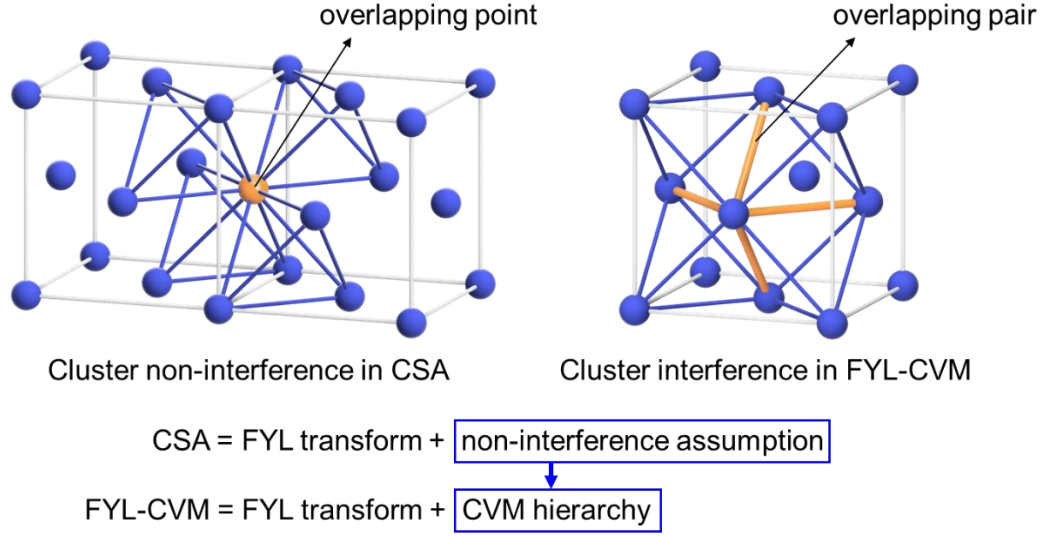 overlapping point
overlapping pair
Cluster non-interference in CSA
Cluster interference in FYL-CVM
CSA = FYL transform + non-interference assumption
FYL-CVM = FYL transform + CVM hierarchy